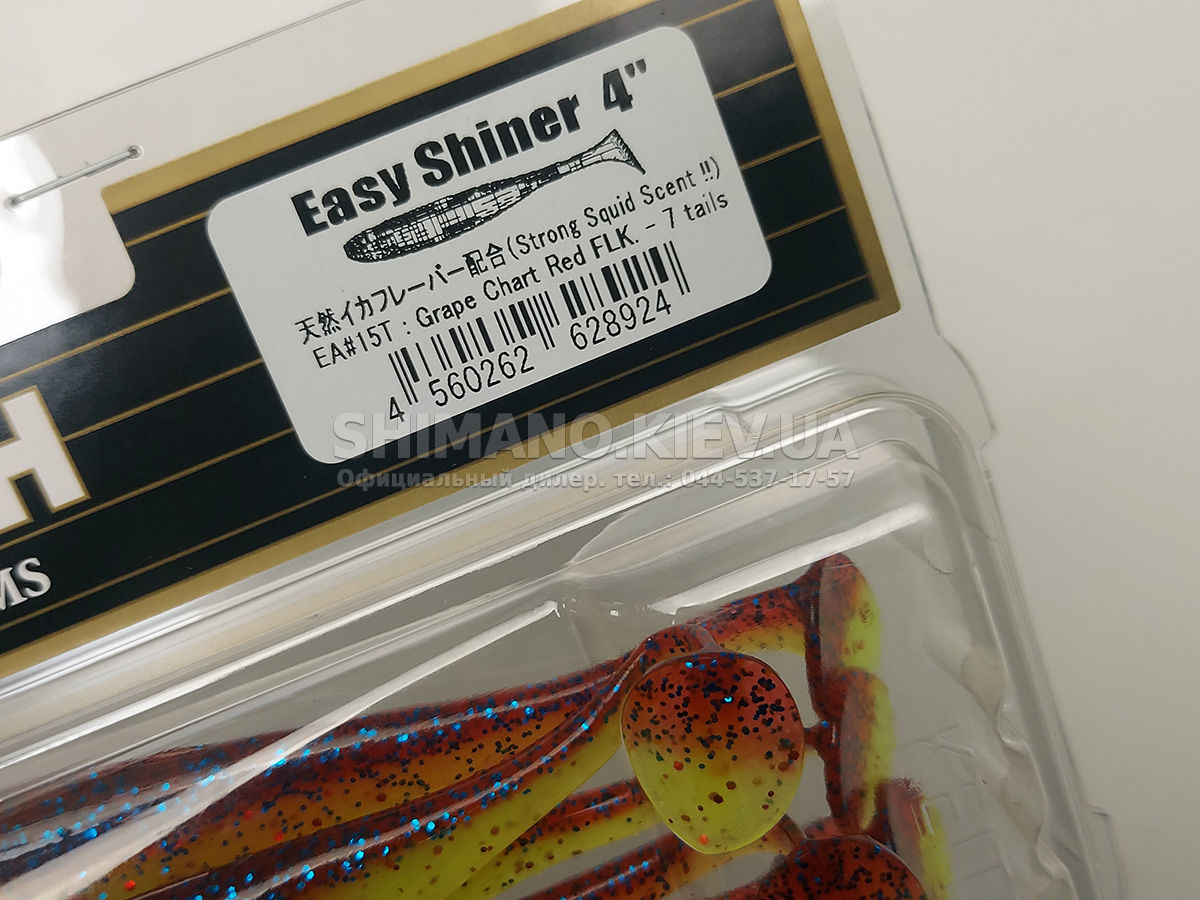 Easy Shiner 4"
天然イカフレーバー配合(Strong Squid Scent !!)
EA#15T : Grape Chart Red FLK. - 7 tails
4 560262 628924
SHIMANO.KIEV.UA
Официальный дилер. тел.: 044-537-17-57
H
MS